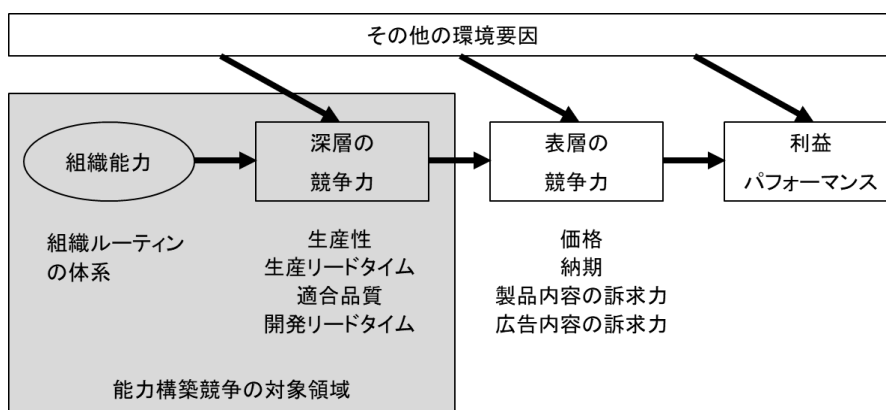 その他の環境要因
組織能力
深層の
競争力
表層の
競争力
利益
パフォーマンス
組織ルーティン
の体系
生産性
生産リードタイム
適合品質
開発リードタイム
価格
納期
製品内容の訴求力
広告内容の訴求力
能力構築競争の対象領域